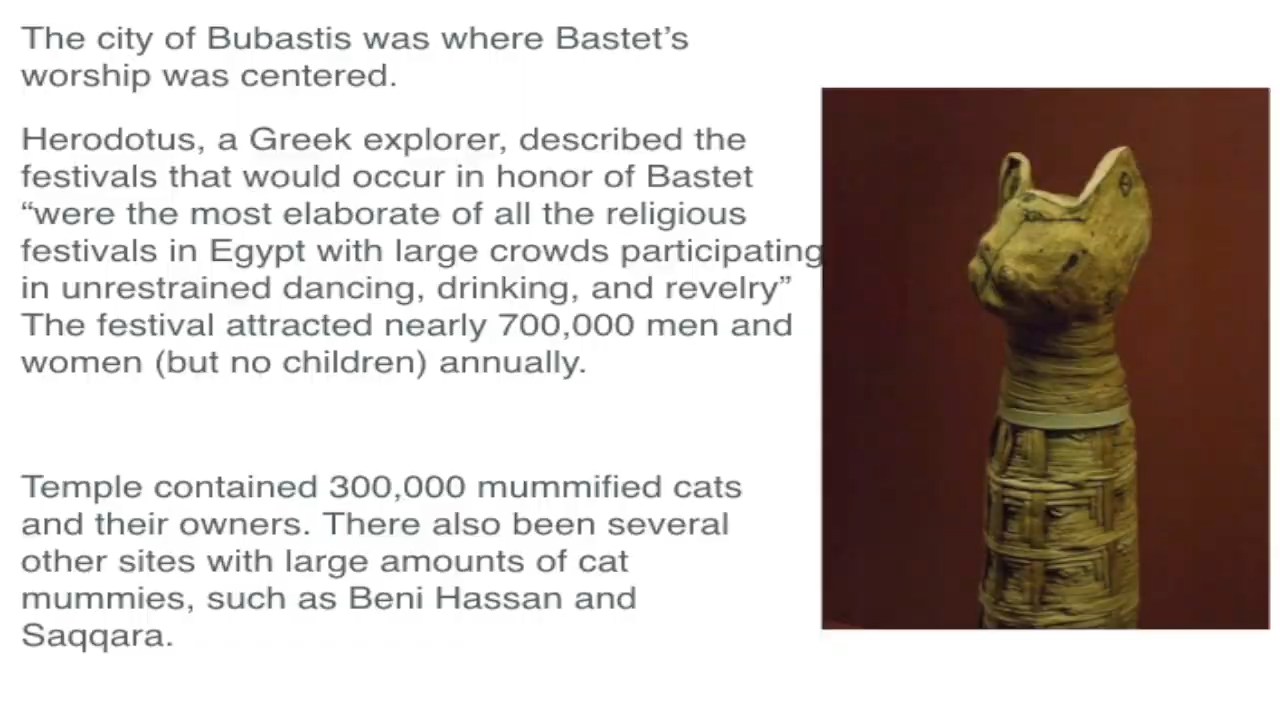 The city of Bubastis was where Bastet’s
worship was centered.
Herodotus, a Greek explorer, described the
festivals that would occur in honor of Bastet
“were the most elaborate of all the religious
festivals in Egypt with large crowds participating
in unrestrained dancing, drinking, and revelry”
The festival attracted nearly 700,000 men and
women (but no children) annually.
Temple contained 300,000 mummified cats
and their owners. There also been several
other sites with large amounts of cat
mummies, such as Beni Hassan and
Saqqara.